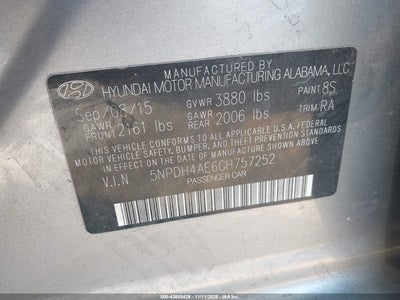 MANUFACTURED BY
HYUNDAI MOTOR MANUFACTURING ALABAMA, LLC
Sep/08/15 GVWR 3880 lbs PAINT 8S
GAWR FRONT 2161 lbs GAWR REAR 2006 lbs TRIM RA
THIS VEHICLE CONFORMS TO ALL APPLICABLE U.S.A. FEDERAL
MOTOR VEHICLE SAFETY, BUMPER, AND THEFT PREVENTION
STANDARDS IN EFFECT ON THE DATE OF MANUFACTURE SHOWN ABOVE.
V.I.N 5NPDH4AE6GH757252
PASSENGER CAR